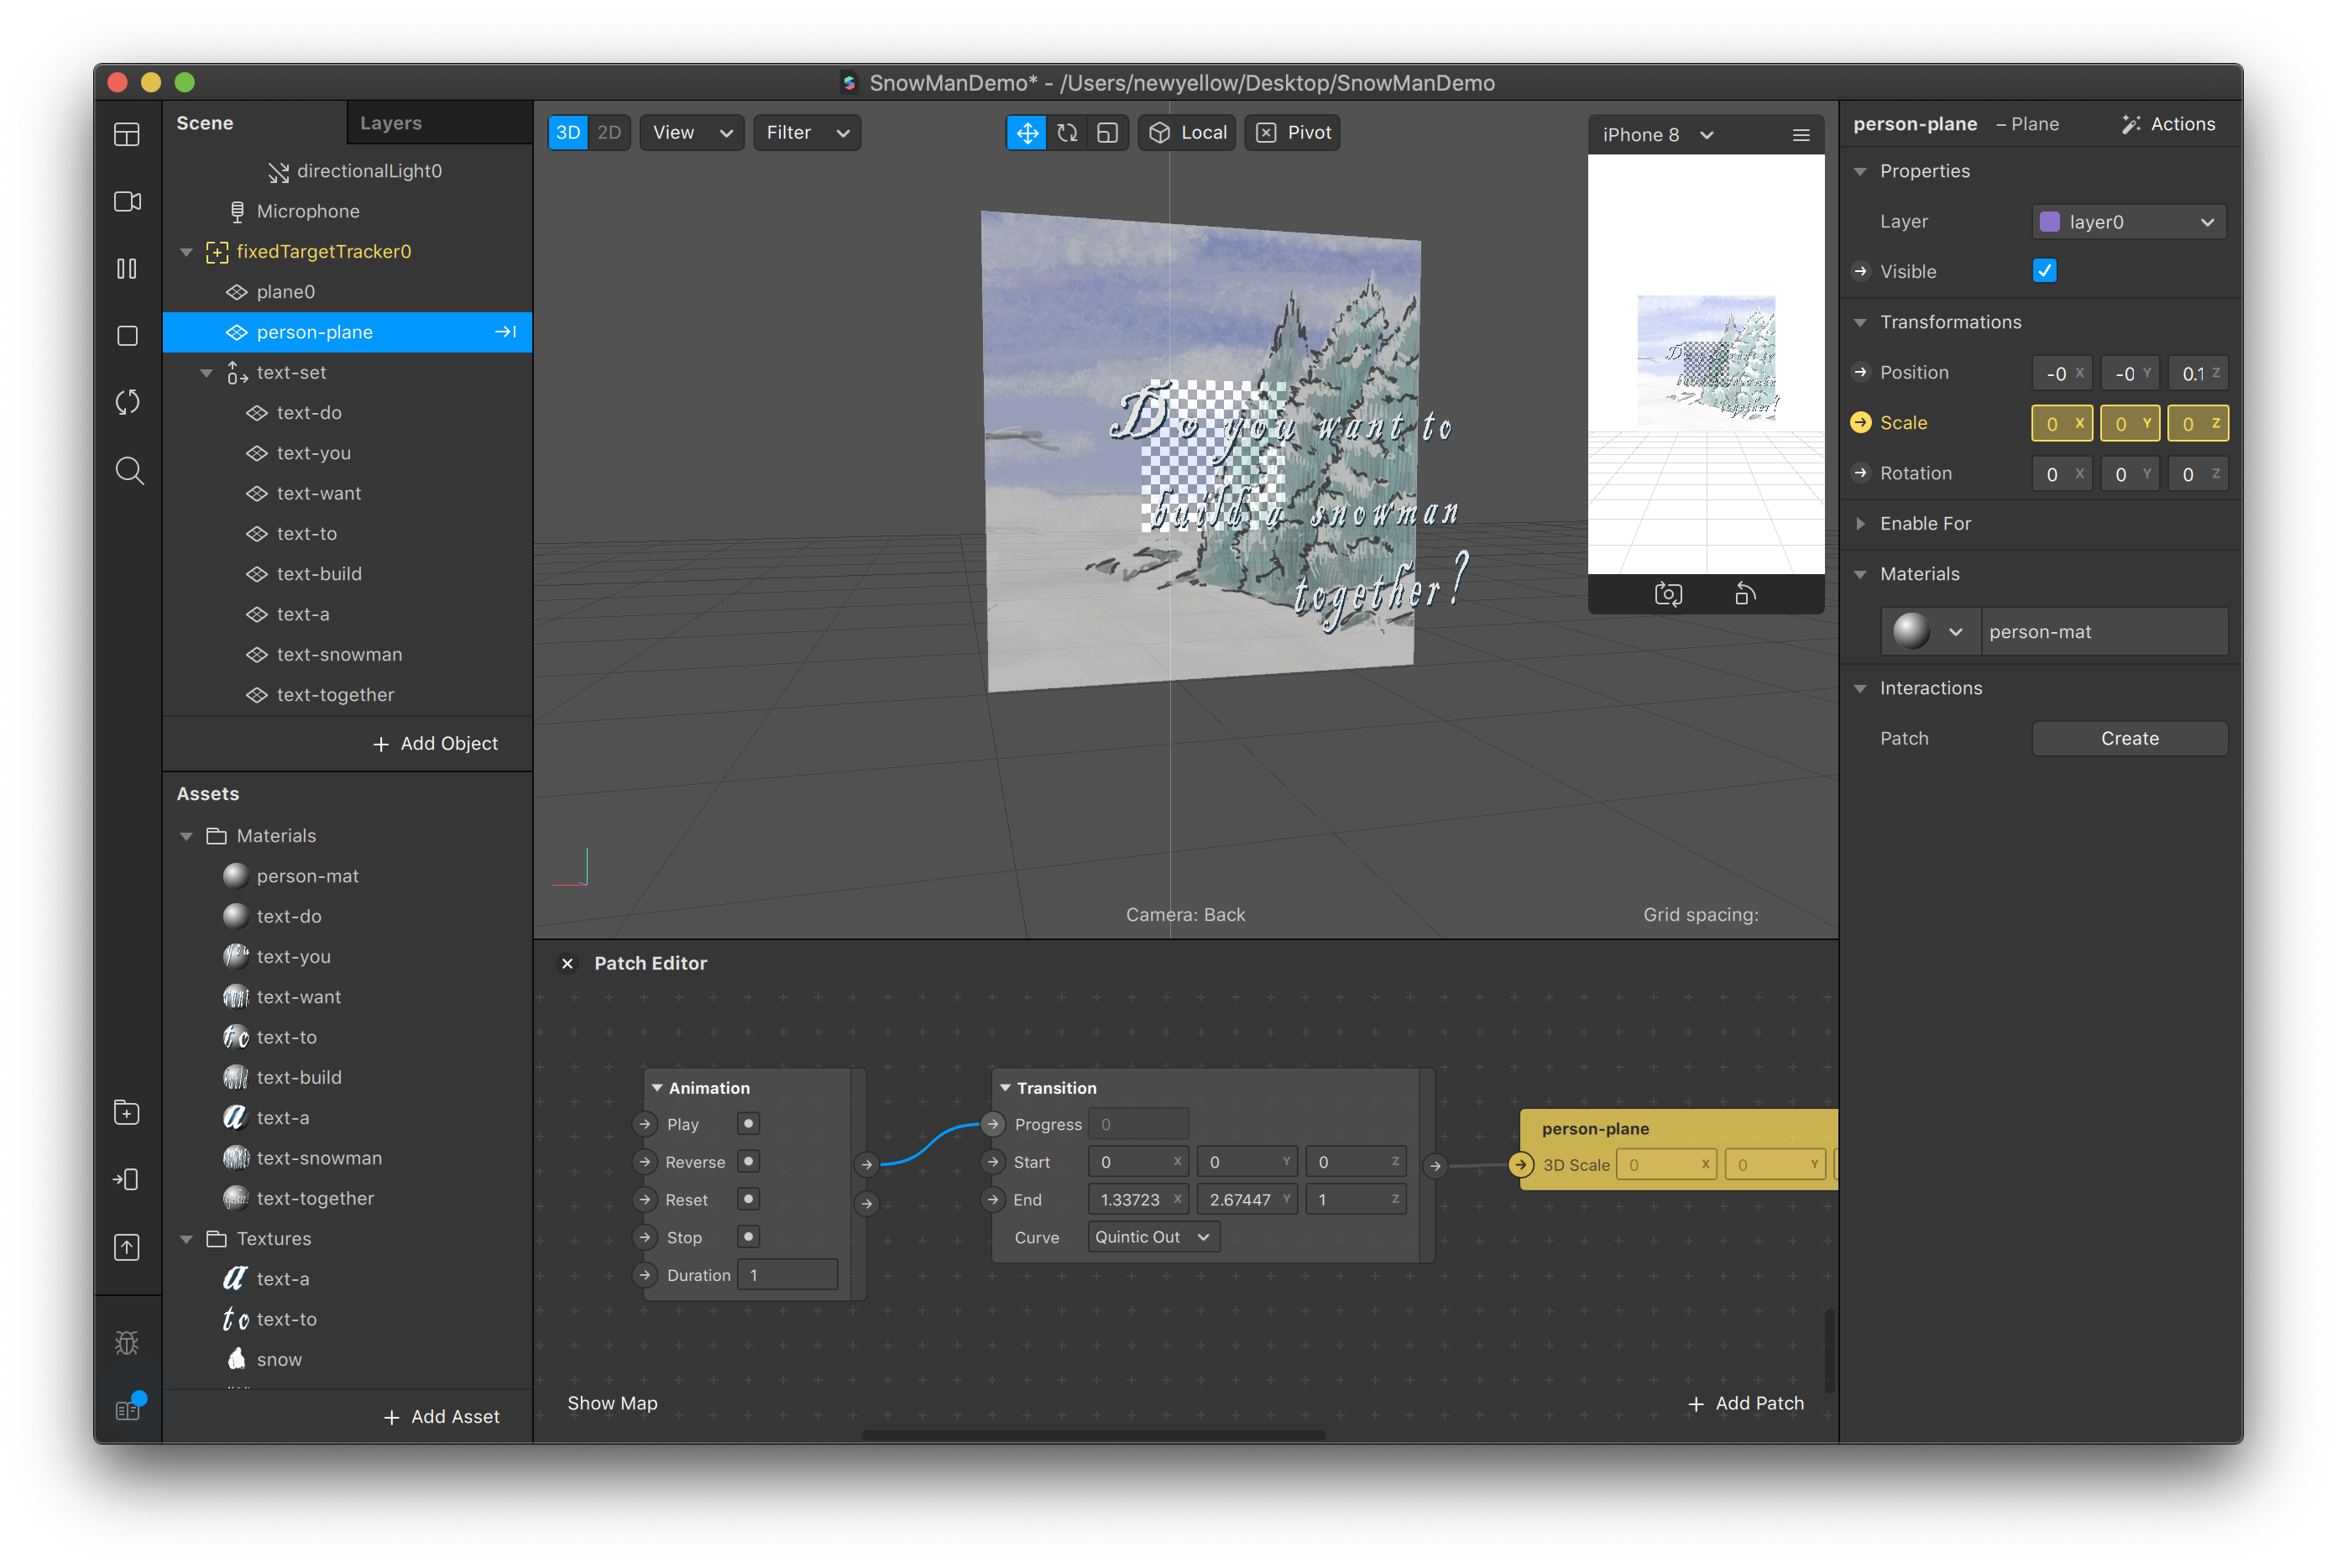 SnowManDemo* - /Users/newyellow/Desktop/SnowManDemo
Scene
Layers
directionalLight0
Microphone
fixedTargetTracker0
plane0
person-plane
text-set
text-do
text-you
text-want
text-to
text-build
text-a
text-snowman
text-together
+ Add Object
Assets
Materials
person-mat
text-do
text-you
text-want
text-to
text-build
text-a
text-snowman
text-together
Textures
a text-a
to text-to
snow
+ Add Asset
3D 2D View Filter Local Pivot
Do you want to
build a snowman
together?
Camera: Back
Grid spacing:
iPhone 8
Patch Editor
Animation
Play
Reverse
Reset
Stop
Duration 1
Transition
Progress 0
Start 0 X 0 Y 0 Z
End 1.33723 X 2.67447 Y 1 Z
Curve Quintic Out
person-plane
3D Scale 0 X 0 Y
Show Map
+ Add Patch
person-plane – Plane Actions
Properties
Layer layer0
Visible
Transformations
Position -0 X -0 Y 0.1 Z
Scale 0 X 0 Y 0 Z
Rotation 0 X 0 Y 0 Z
Enable For
Materials
person-mat
Interactions
Patch Create